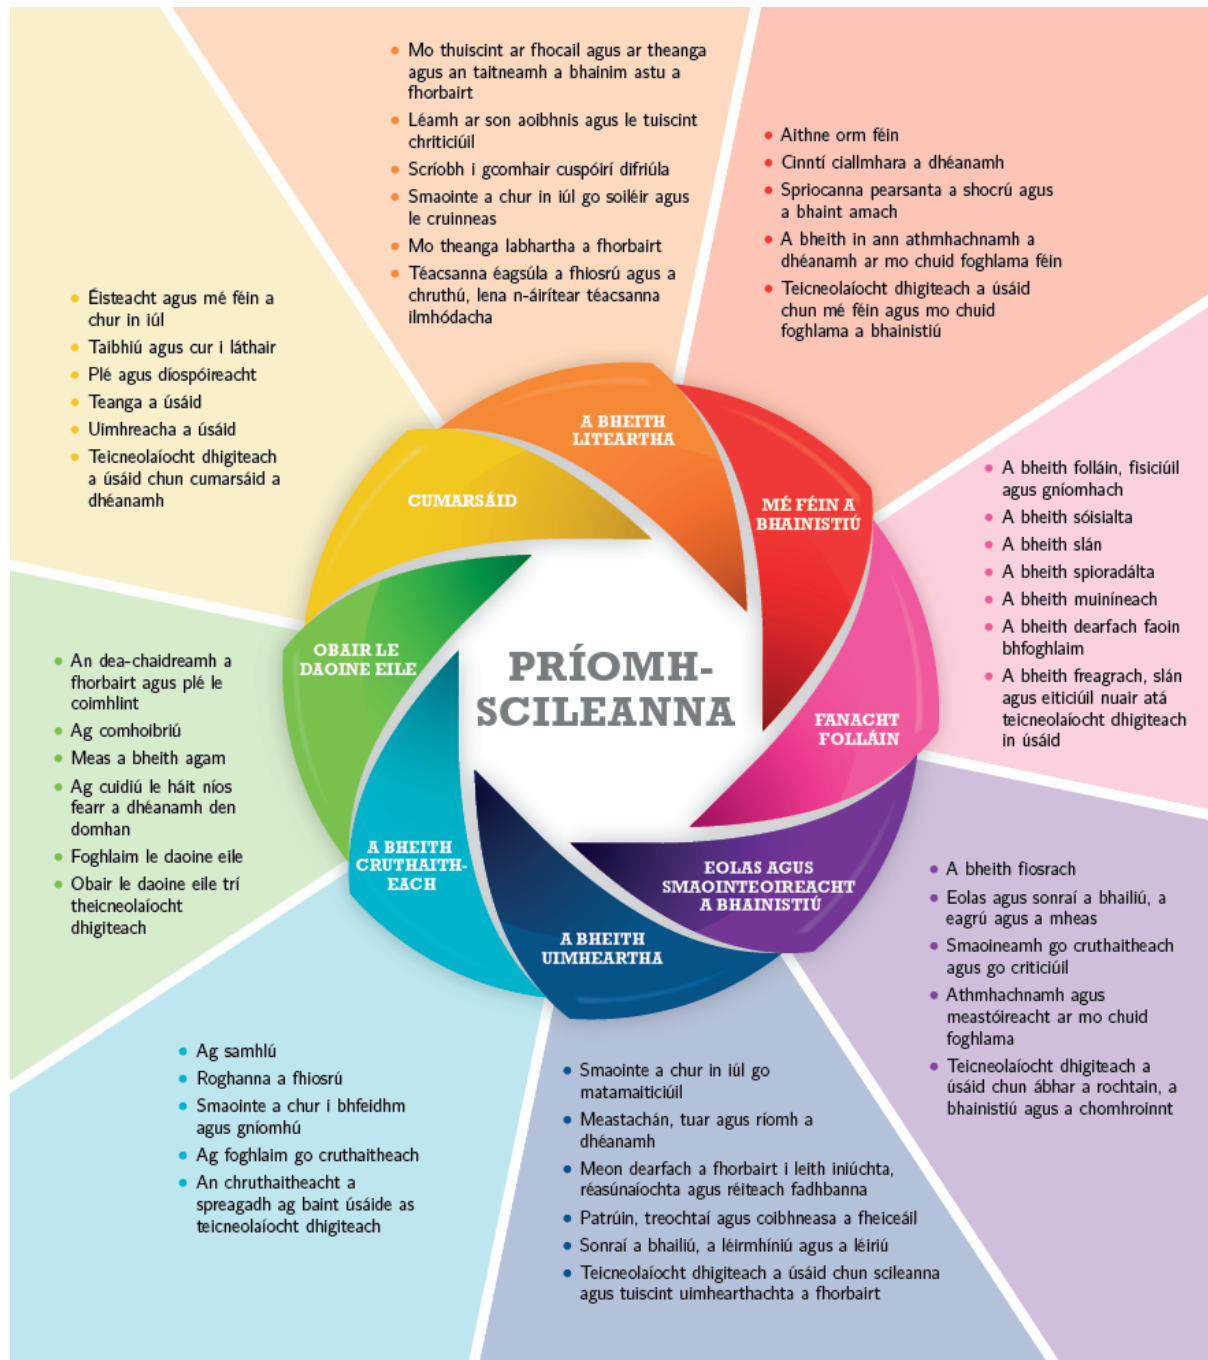 PRÍOMH-
SCILEANNA
A BHEITH
LITEARTHA
• Mo thuiscint ar fhocail agus ar theanga
agus an taitneamh a bhainim astu a
fhorbairt
• Léamh ar son aoibhnis agus le tuiscint
chriticiúil
• Scríobh i gcomhair cuspóirí difriúla
• Smaointe a chur in iúl go soiléir agus
le cruinneas
• Mo theanga labhartha a fhorbairt
• Téacsanna éagsúla a fhiosrú agus a
chruthú, lena n-áirítear téacsanna
ilmhódacha
MÉ FÉIN A
BHAINISTIÚ
• Aithne orm féin
• Cinntí ciallmhara a dhéanamh
• Spriocanna pearsanta a shocrú agus
a bhaint amach
• A bheith in ann athmhachnamh a
dhéanamh ar mo chuid foghlama féin
• Teicneolaíocht dhigiteach a úsáid
chun mé féin agus mo chuid
foghlama a bhainistiú
FANACHT
FOLLÁIN
• A bheith folláin, fisiciúil
agus gníomhach
• A bheith sóisialta
• A bheith slán
• A bheith spioradálta
• A bheith muiníneach
• A bheith dearfach faoin
bhfoghlaim
• A bheith freagrach, slán
agus eiticiúil nuair atá
teicneolaíocht dhigiteach
in úsáid
EOLAS AGUS
SMAOINTEOIREACHT
A BHAINISTIÚ
• A bheith fiosrach
• Eolas agus sonraí a bhailiú, a
eagrú agus a mheas
• Smaoineamh go cruthaitheach
agus go criticiúil
• Athmhachnamh agus
meastóireacht ar mo chuid
foghlama
• Teicneolaíocht dhigiteach a
úsáid chun ábhar a rochtain, a
bhainistiú agus a chomhroinnt
A BHEITH
UIMHEARTHA
• Smaointe a chur in iúl go
matamaiticiúil
• Meastachán, tuar agus ríomh a
dhéanamh
• Meon dearfach a fhorbairt i leith iniúchta,
réasúnaíochta agus réiteach fadhbanna
• Patrúin, treochtaí agus coibhneasa a fheiceáil
• Sonraí a bhailiú, a léirmhíniú agus a léiriú
• Teicneolaíocht dhigiteach a úsáid chun scileanna
agus tuiscint uimhearthachta a fhorbairt
A BHEITH
CRUTHAITH-
EACH
• Ag samhlú
• Roghanna a fhiosrú
• Smaointe a chur i bhfeidhm
agus gníomhú
• Ag foghlaim go cruthaitheach
• An chruthaitheacht a
spreagadh ag baint úsáide as
teicneolaíocht dhigiteach
OBAIR LE
DAOINE EILE
• An dea-chaidreamh a
fhorbairt agus plé le
coimhlint
• Ag comhoibriú
• Meas a bheith agam
• Ag cuidiú le háit níos
fearr a dhéanamh den
domhan
• Foghlaim le daoine eile
• Obair le daoine eile trí
theicneolaíocht
dhigiteach
CUMARSÁID
• Éisteacht agus mé féin a
chur in iúl
• Taibhiú agus cur i láthair
• Plé agus díospóireacht
• Teanga a úsáid
• Uimhreacha a úsáid
• Teicneolaíocht dhigiteach
a úsáid chun cumarsáid a
dhéanamh